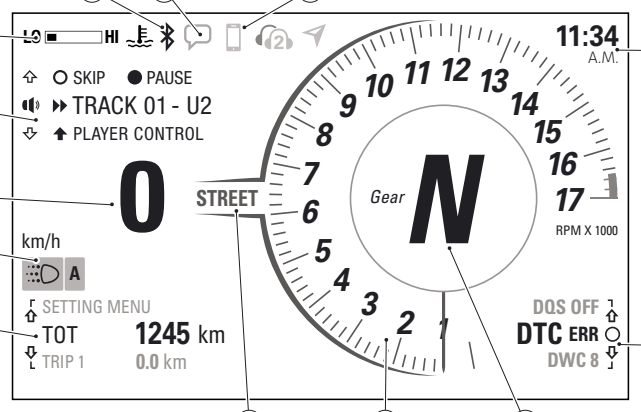 LO HI
2
11:34
A.M.
SKIP PAUSE
TRACK 01 - U2
PLAYER CONTROL
0
km/h
STREET
A
Gear N
1
2
3
4
5
6
7
8
9
10
11
12
13
14
15
16
17
RPM X 1000
SETTING MENU
TOT 1245 km
TRIP 1 0.0 km
DQS OFF
DTC ERR
DWC 8